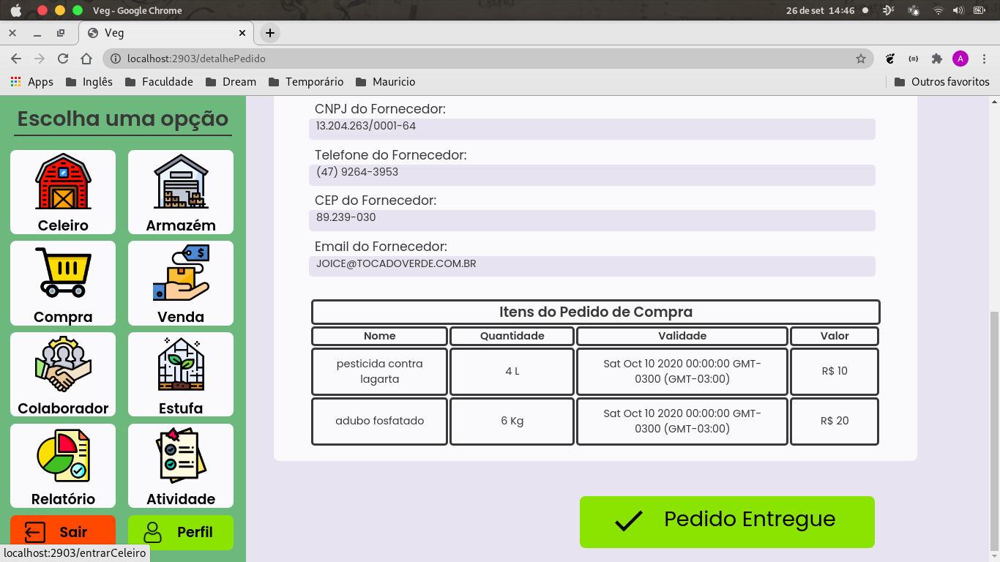 Veg - Google Chrome
26 de set 14:46
Veg
localhost:2903/detalhePedido
A
Apps Inglês Faculdade Dream Temporário Mauricio Outros favoritos
Escolha uma opção
Celeiro Armazém
Compra Venda
Colaborador Estufa
Relatório Atividade
Sair Perfil
localhost:2903/entrarCeleiro
CNPJ do Fornecedor:
13.204.263/0001-64
Telefone do Fornecedor:
(47) 9264-3953
CEP do Fornecedor:
89.239-030
Email do Fornecedor:
JOICE@TOCADOVERDE.COM.BR
Itens do Pedido de Compra
Nome Quantidade Validade Valor
pesticida contra
lagarta
4 L
Sat Oct 10 2020 00:00:00 GMT-
0300 (GMT-03:00)
R$ 10
adubo fosfatado
6 Kg
Sat Oct 10 2020 00:00:00 GMT-
0300 (GMT-03:00)
R$ 20
Pedido Entregue